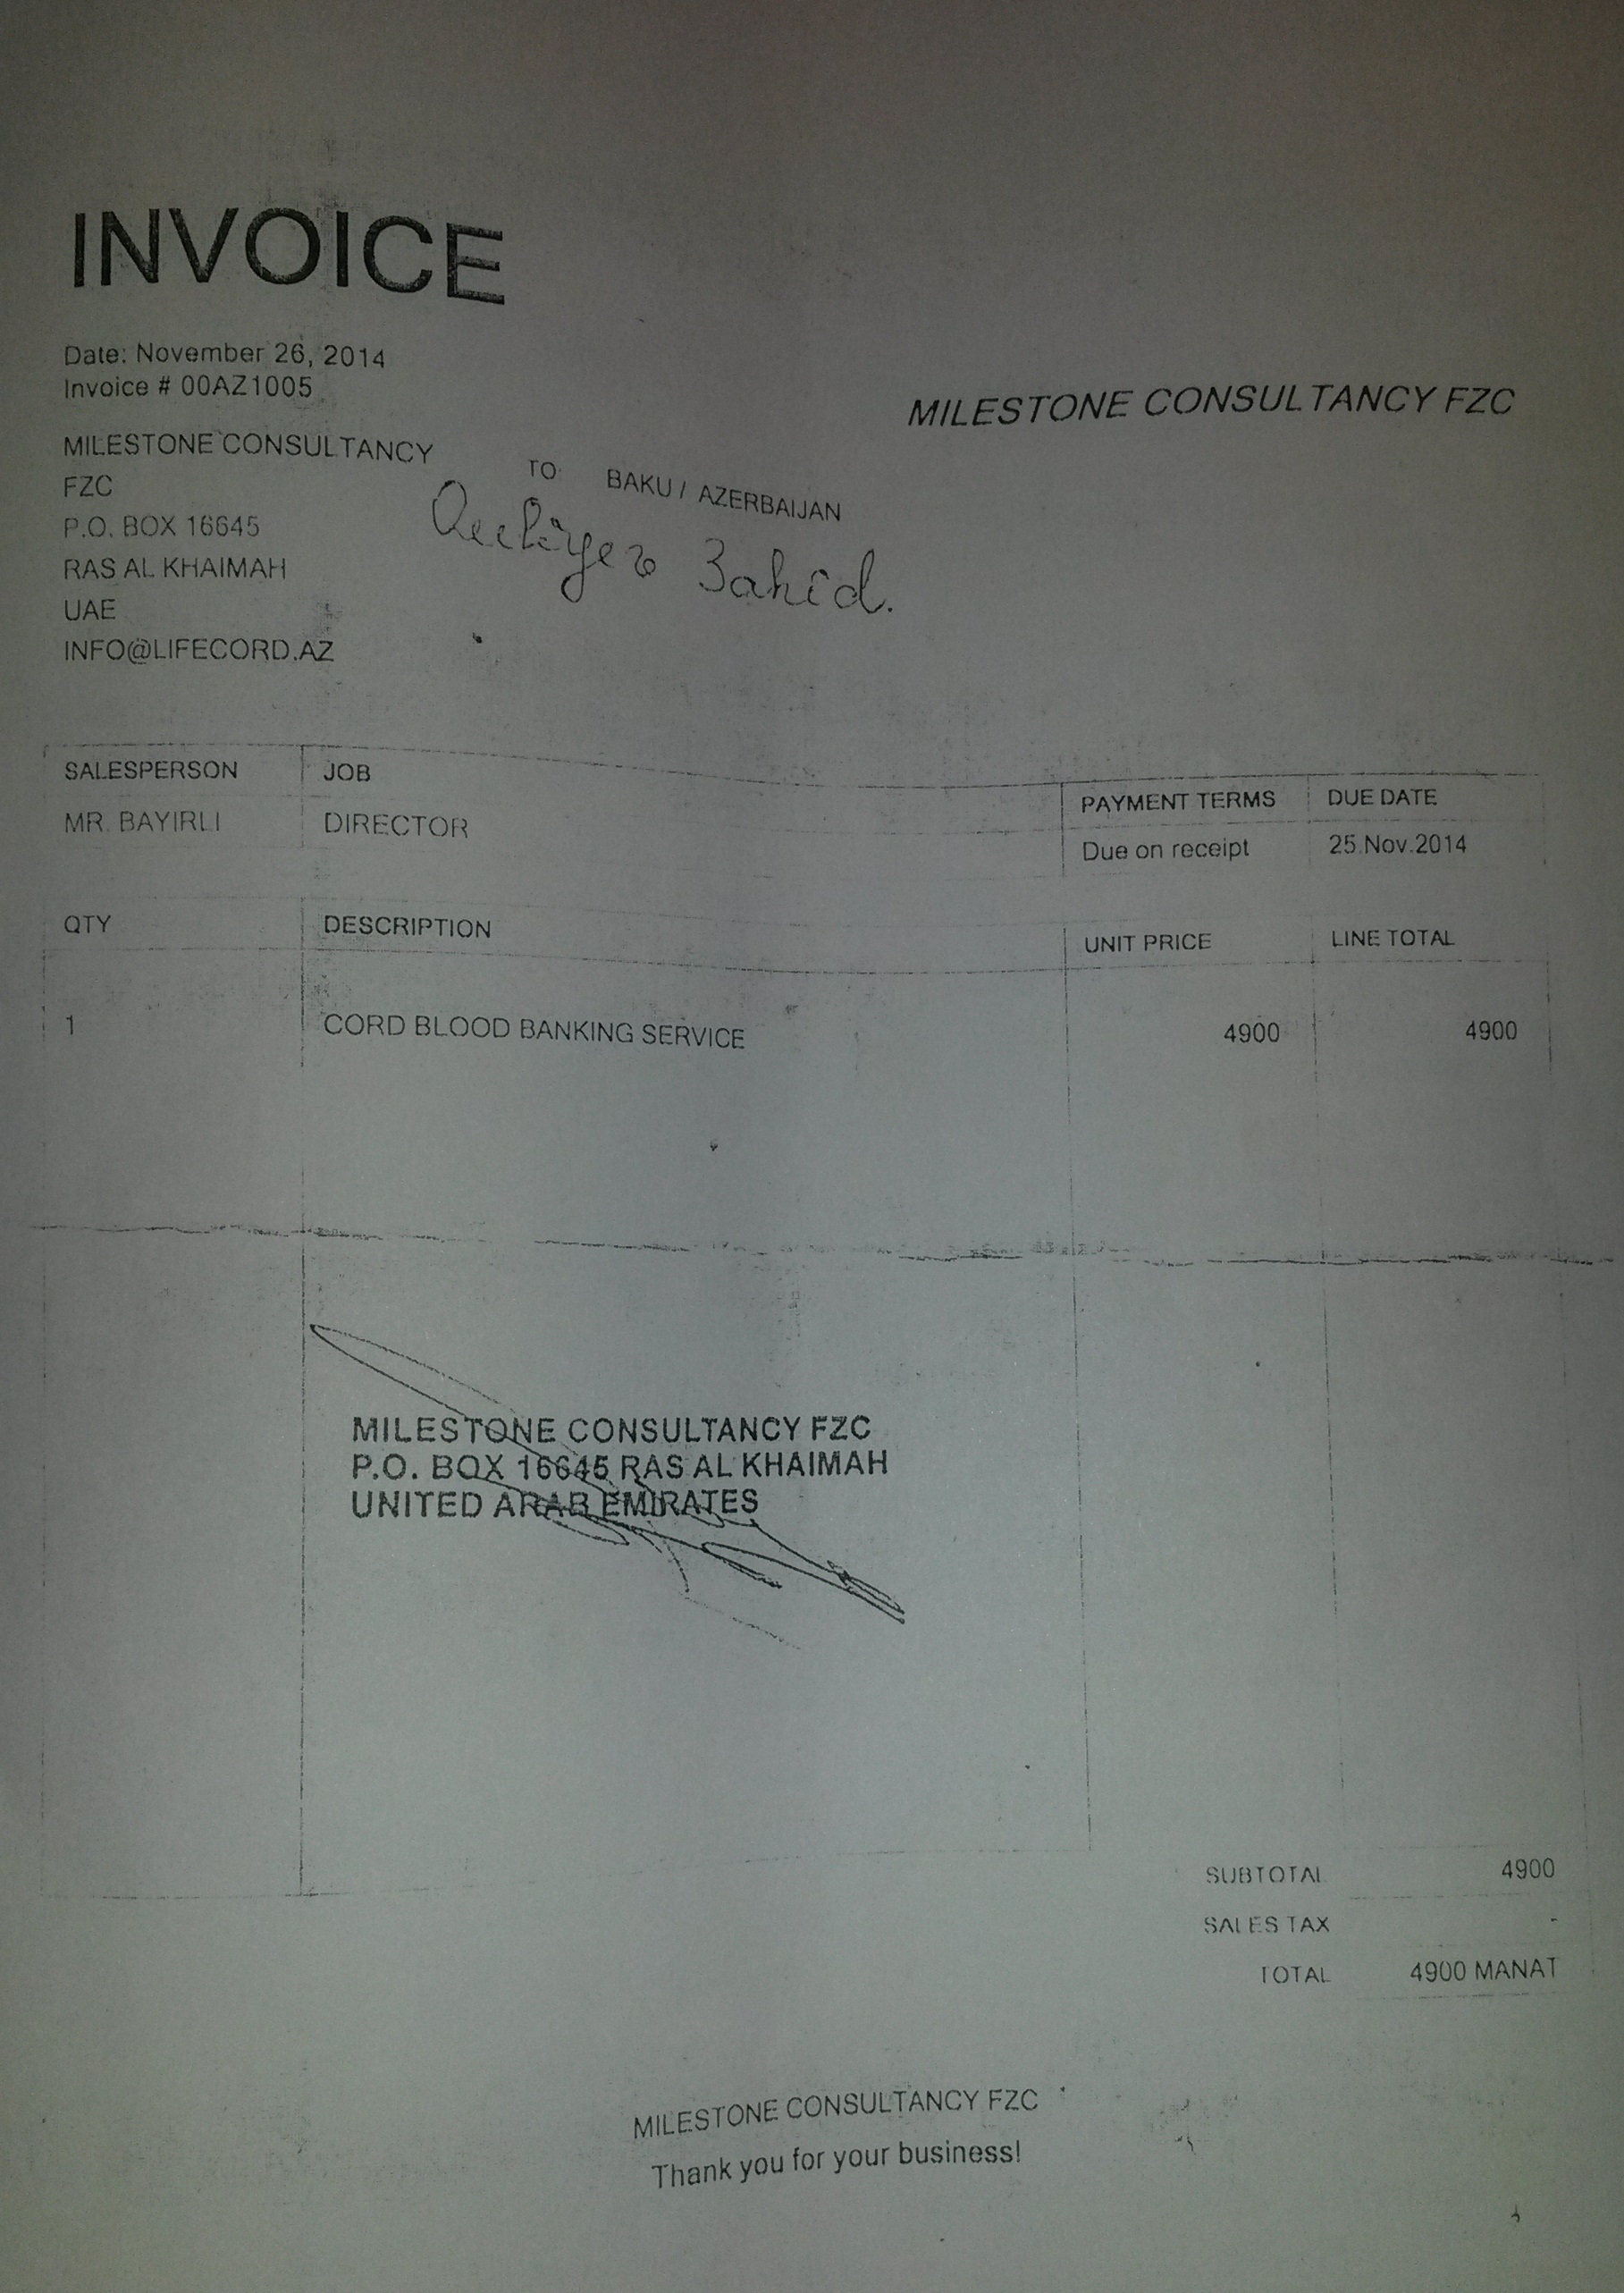 INVOICE
Date: November 26, 2014
Invoice # 00AZ1005
MILESTONE CONSULTANCY FZC
MILESTONE CONSULTANCY
FZC
P.O. BOX 16645
RAS AL KHAIMAH
UAE
INFO@LIFECORD.AZ
TO: BAKU / AZERBAIJAN
Zahid.
SALESPERSON JOB PAYMENT TERMS DUE DATE
MR. BAYIRLI DIRECTOR Due on receipt 25.Nov.2014
QTY DESCRIPTION UNIT PRICE LINE TOTAL
1 CORD BLOOD BANKING SERVICE 4900 4900
MILESTONE CONSULTANCY FZC
P.O. BOX 16645 RAS AL KHAIMAH
UNITED ARAB EMIRATES
SUBTOTAL 4900
SALES TAX -
TOTAL 4900 MANAT
MILESTONE CONSULTANCY FZC
Thank you for your business!